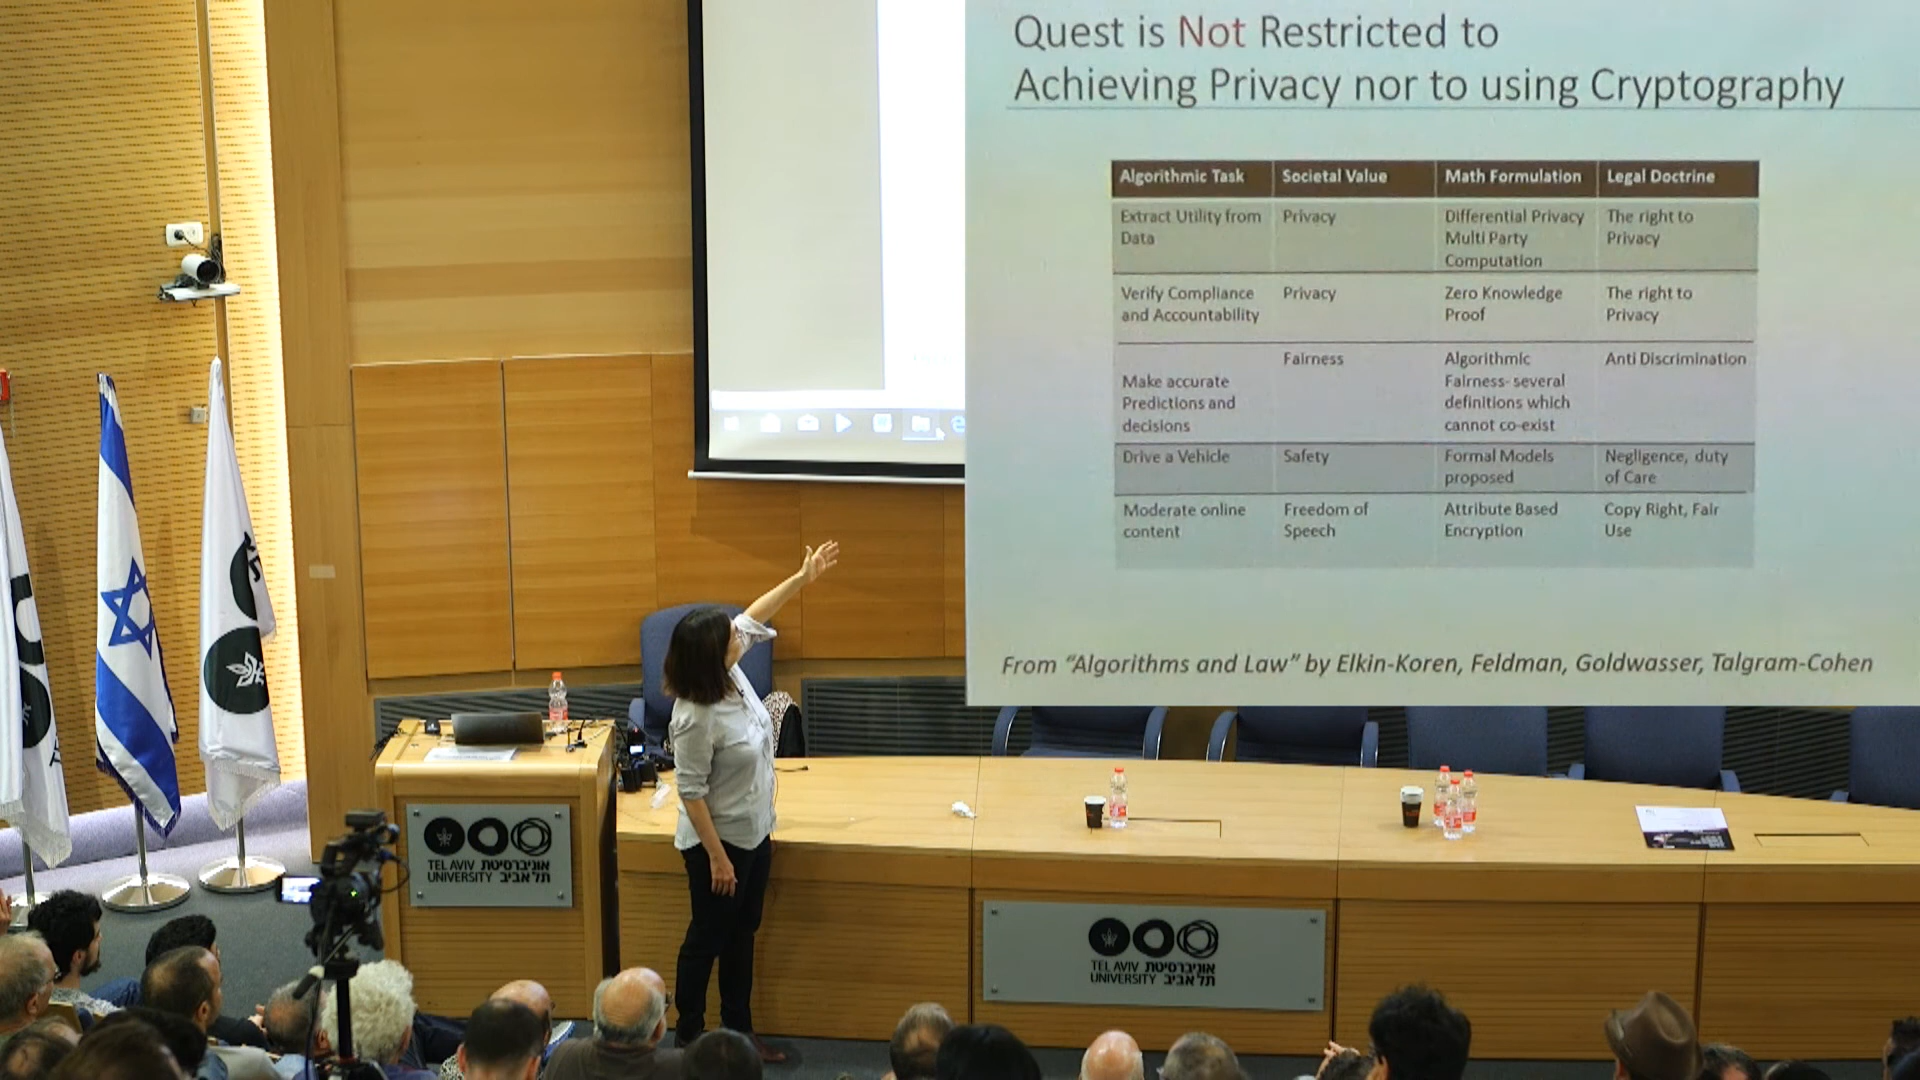 Quest is Not Restricted to
Achieving Privacy nor to using Cryptography
Algorithmic Task
Societal Value
Math Formulation
Legal Doctrine
Extract Utility from
Data
Privacy
Differential Privacy
Multi Party
Computation
The right to
Privacy
Verify Compliance
and Accountability
Privacy
Zero Knowledge
Proof
The right to
Privacy
Make accurate
Predictions and
decisions
Fairness
Algorithmic
Fairness- several
definitions which
cannot co-exist
Anti Discrimination
Drive a Vehicle
Safety
Formal Models
proposed
Negligence, duty
of Care
Moderate online
content
Freedom of
Speech
Attribute Based
Encryption
Copy Right, Fair
Use
From "Algorithms and Law" by Elkin-Koren, Feldman, Goldwasser, Talgram-Cohen
TEL AVIV אוניברסיטת
UNIVERSITY תל אביב
TEL AVIV אוניברסיטת
UNIVERSITY תל אביב